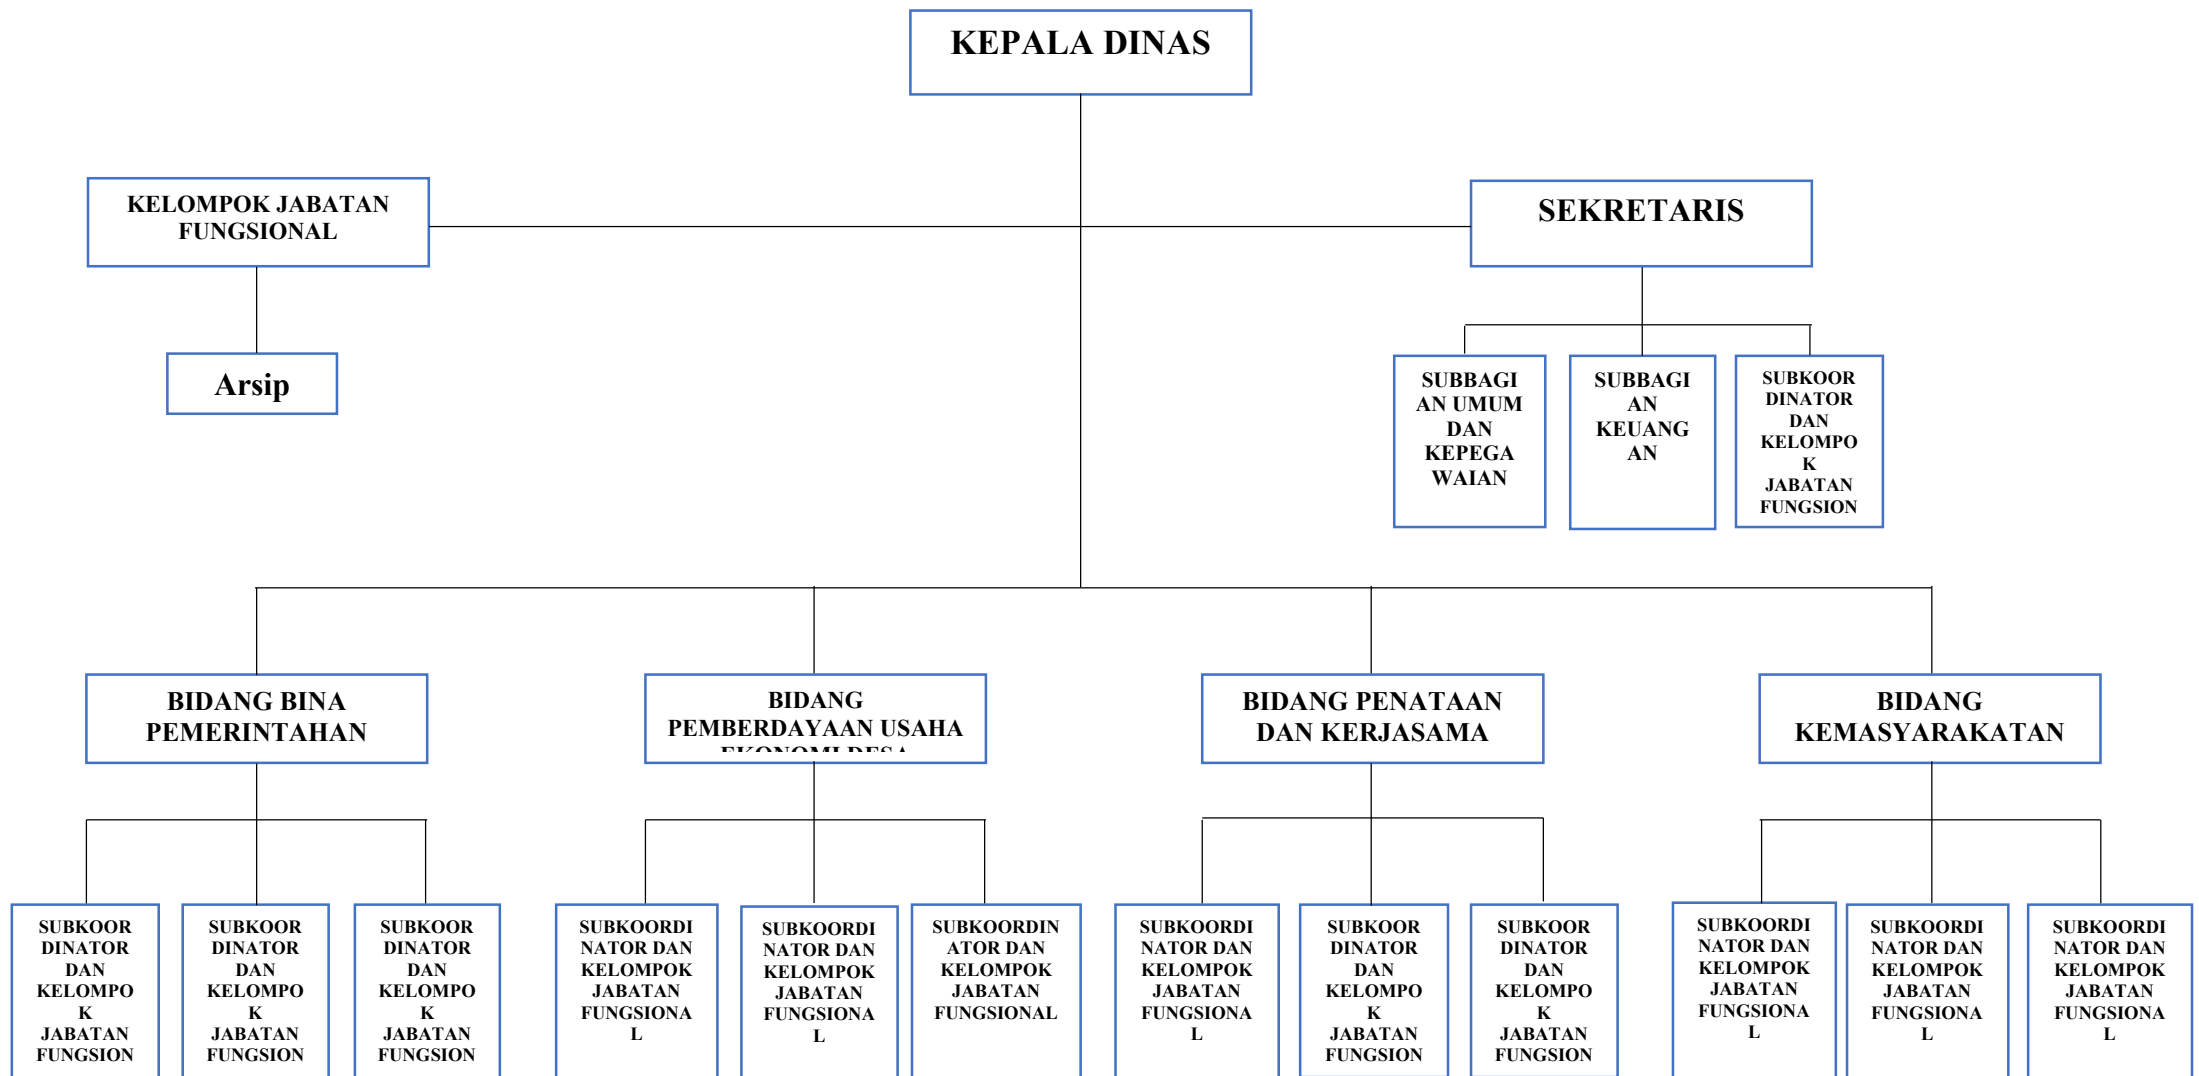 KEPALA DINAS
KELOMPOK JABATAN
FUNGSIONAL
SEKRETARIS
Arsip
SUBBAGI
AN UMUM
DAN
KEPEGA
WAIAN
SUBBAGI
AN
KEUANG
AN
SUBKOOR
DINATOR
DAN
KELOMPO
K
JABATAN
FUNGSION
BIDANG BINA
PEMERINTAHAN
BIDANG
PEMBERDAYAAN USAHA
EKONOMI DESA
BIDANG PENATAAN
DAN KERJASAMA
BIDANG
KEMASYARAKATAN
SUBKOOR
DINATOR
DAN
KELOMPO
K
JABATAN
FUNGSION
SUBKOOR
DINATOR
DAN
KELOMPO
K
JABATAN
FUNGSION
SUBKOOR
DINATOR
DAN
KELOMPO
K
JABATAN
FUNGSION
SUBKOORDI
NATOR DAN
KELOMPOK
JABATAN
FUNGSIONA
L
SUBKOORDI
NATOR DAN
KELOMPOK
JABATAN
FUNGSIONA
L
SUBKOORDIN
ATOR DAN
KELOMPOK
JABATAN
FUNGSIONAL
SUBKOORDI
NATOR DAN
KELOMPOK
JABATAN
FUNGSIONA
L
SUBKOOR
DINATOR
DAN
KELOMPO
K
JABATAN
FUNGSION
SUBKOOR
DINATOR
DAN
KELOMPO
K
JABATAN
FUNGSION
SUBKOORDI
NATOR DAN
KELOMPOK
JABATAN
FUNGSIONA
L
SUBKOORDI
NATOR DAN
KELOMPOK
JABATAN
FUNGSIONA
L
SUBKOORDI
NATOR DAN
KELOMPOK
JABATAN
FUNGSIONA
L